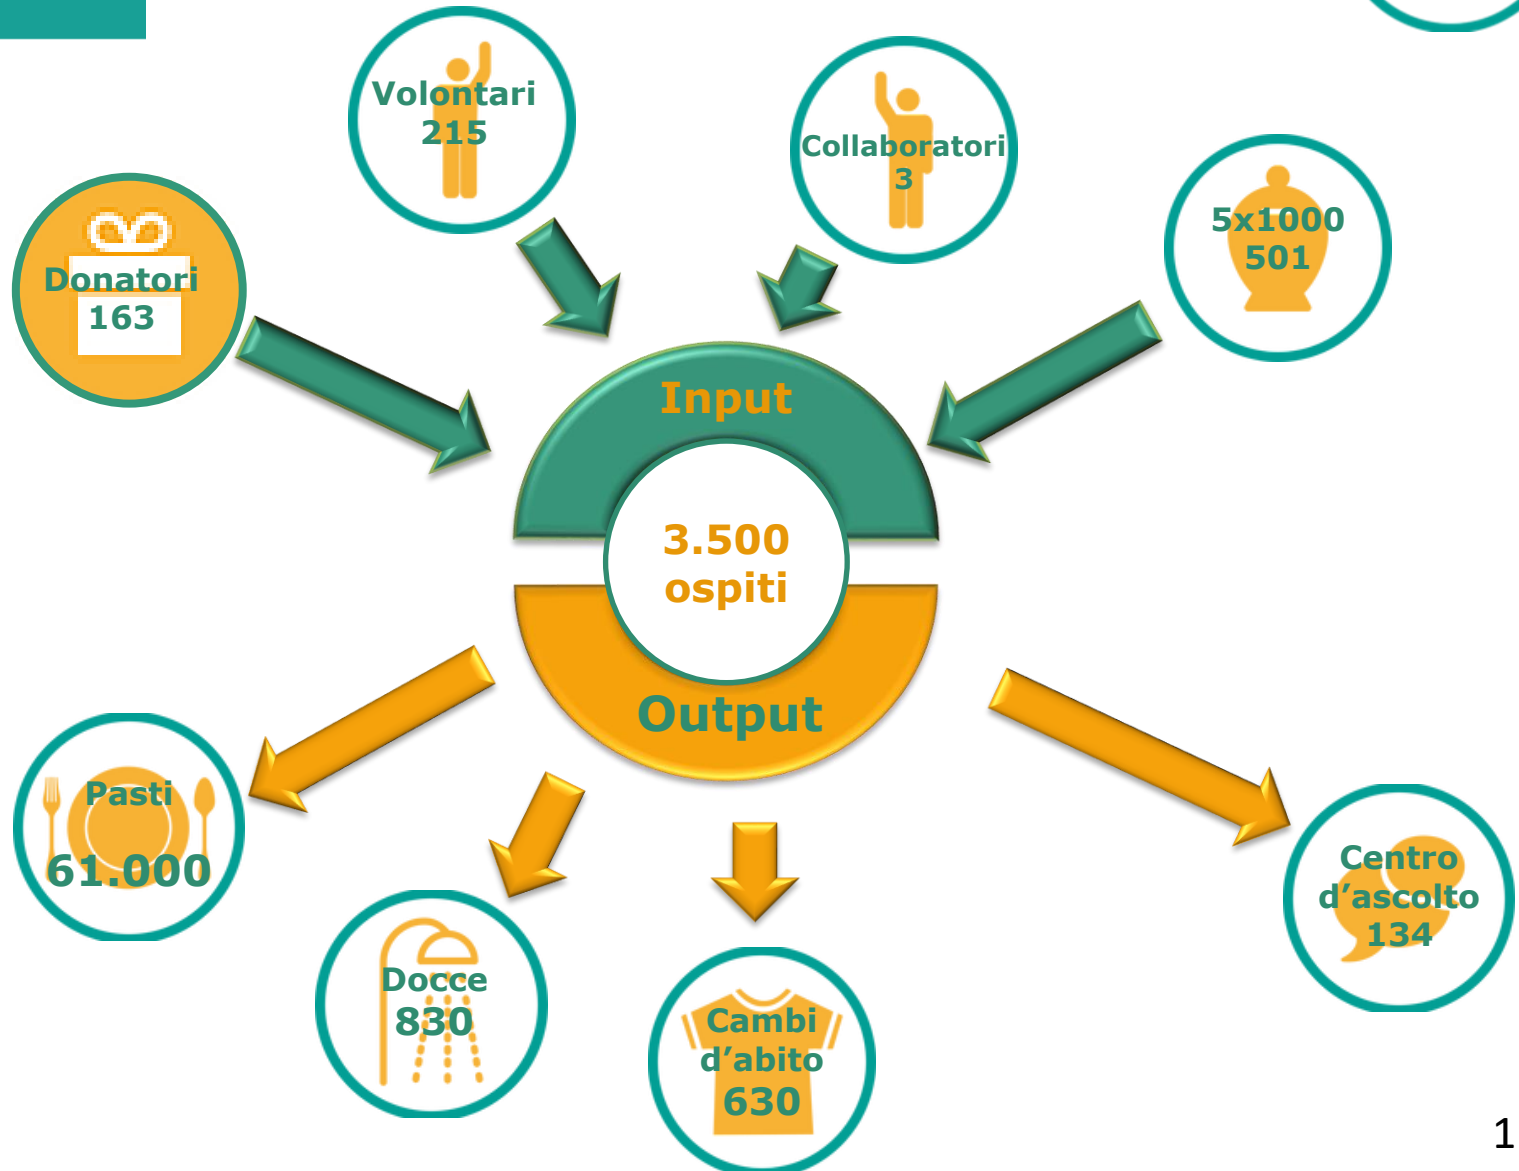 Volontari
215
Collaboratori
3
5x1000
501
Donatori
163
Input
3.500
ospiti
Output
Pasti
61.000
Docce
830
Cambi
d’abito
630
Centro
d’ascolto
134
1